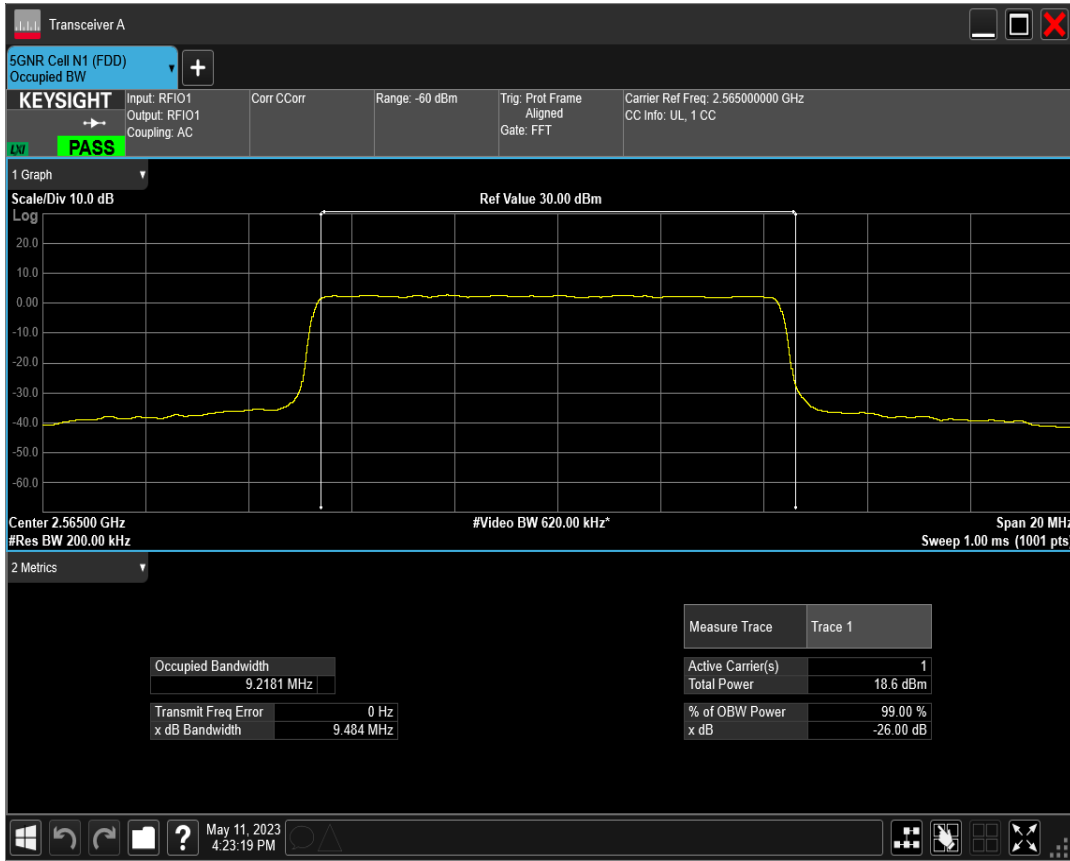 Transceiver A
5GNR Cell N1 (FDD)
Occupied BW
+
KEYSIGHT
LXI
PASS
Input: RFIO1
Output: RFIO1
Coupling: AC
Corr CCorr
Range: -60 dBm
Trig: Prot Frame
Aligned
Gate: FFT
Carrier Ref Freq: 2.565000000 GHz
CC Info: UL, 1 CC
1 Graph
Scale/Div 10.0 dB
Ref Value 30.00 dBm
Log
20.0
10.0
0.00
-10.0
-20.0
-30.0
-40.0
-50.0
-60.0
Center 2.56500 GHz
#Video BW 620.00 kHz*
Span 20 MHz
#Res BW 200.00 kHz
Sweep 1.00 ms (1001 pts)
2 Metrics
Measure Trace Trace 1
Occupied Bandwidth
9.2181 MHz
Active Carrier(s) 1
Total Power 18.6 dBm
Transmit Freq Error 0 Hz
x dB Bandwidth 9.484 MHz
% of OBW Power 99.00 %
x dB -26.00 dB
?
May 11, 2023
4:23:19 PM